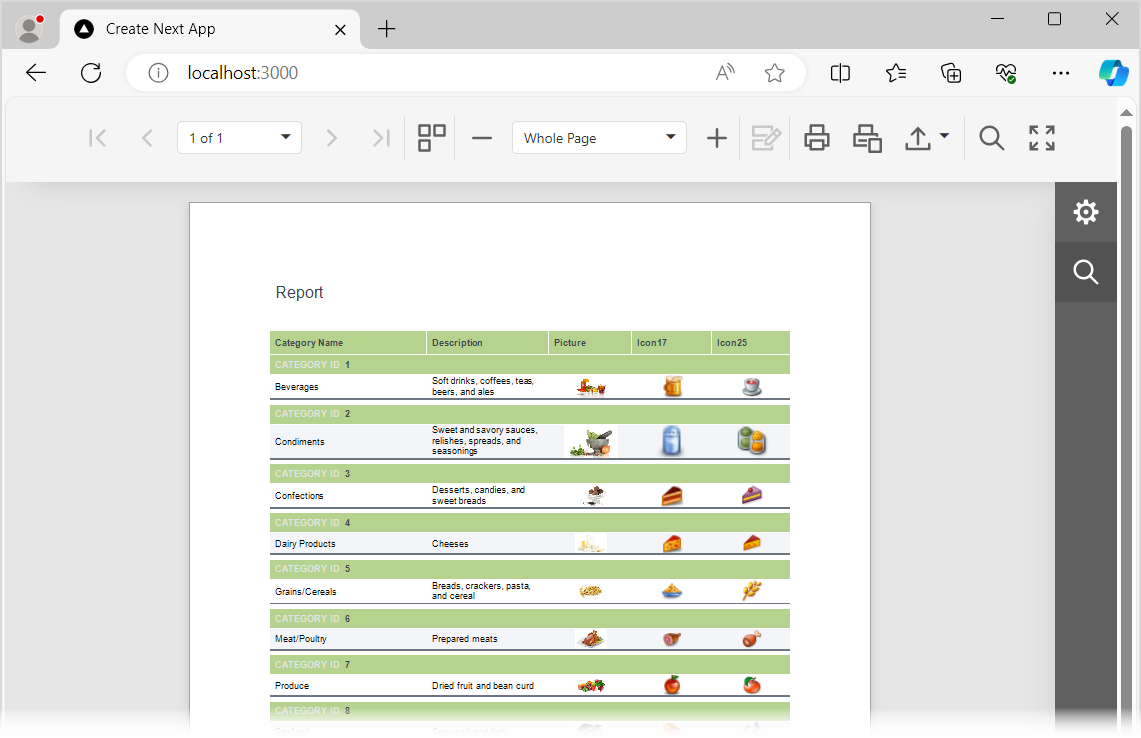 Create Next App
localhost:3000
1 of 1
Whole Page
Report
Category Name Description Picture Icon17 Icon25
CATEGORY ID 1
Beverages
Soft drinks, coffees, teas,
beers, and ales
CATEGORY ID 2
Condiments
Sweet and savory sauces,
relishes, spreads, and
seasonings
CATEGORY ID 3
Confections
Desserts, candies, and
sweet breads
CATEGORY ID 4
Dairy Products Cheeses
CATEGORY ID 5
Grains/Cereals
Breads, crackers, pasta,
and cereal
CATEGORY ID 6
Meat/Poultry Prepared meats
CATEGORY ID 7
Produce Dried fruit and bean curd
CATEGORY ID 8